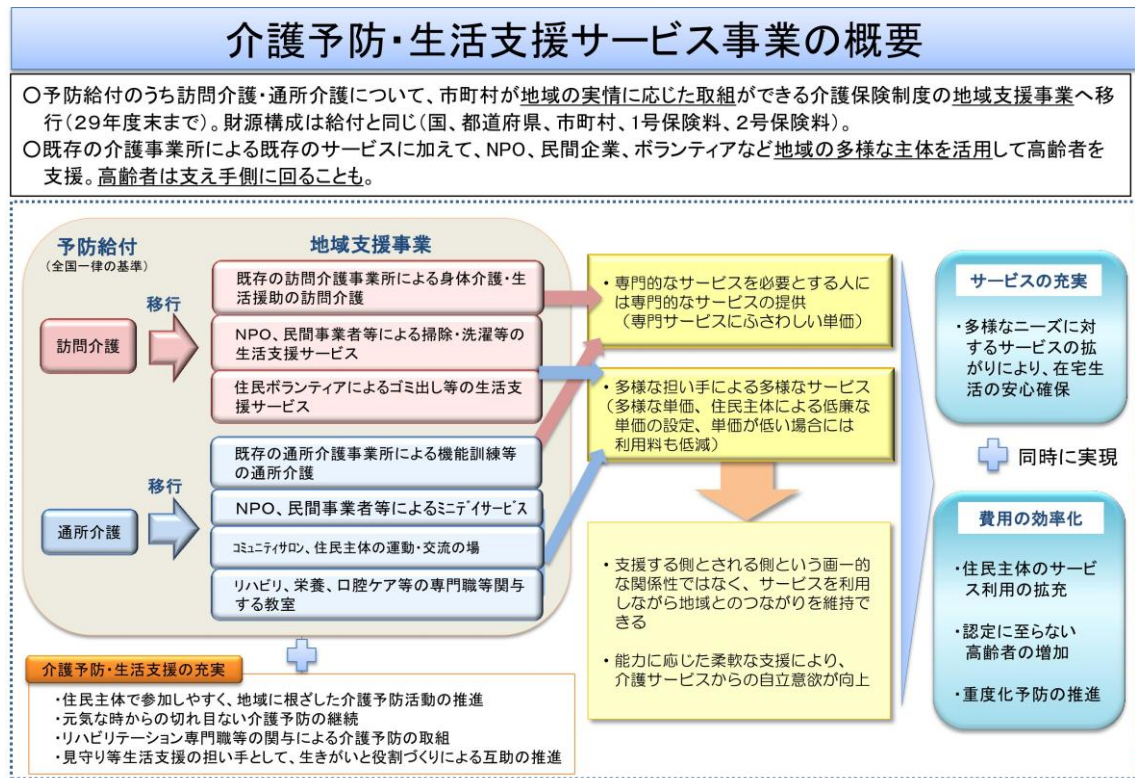 介護予防・生活支援サービス事業の概要
○予防給付のうち訪問介護・通所介護について、市町村が地域の実情に応じた取組ができる介護保険制度の地域支援事業へ移
行(29年度末まで)。財源構成は給付と同じ(国、都道府県、市町村、1号保険料、2号保険料)。
○既存の介護事業所による既存のサービスに加えて、NPO、民間企業、ボランティアなど地域の多様な主体を活用して高齢者を
支援。高齢者は支え手側に回ることも。
予防給付
(全国一律の基準)
地域支援事業
移行
訪問介護
既存の訪問介護事業所による身体介護・生
活援助の訪問介護
NPO、民間事業者等による掃除・洗濯等の
生活支援サービス
住民ボランティアによるゴミ出し等の生活支
援サービス
移行
通所介護
既存の通所介護事業所による機能訓練等
の通所介護
NPO、民間事業者等によるミニデイサービス
コミュニティサロン、住民主体の運動・交流の場
リハビリ、栄養、口腔ケア等の専門職等関与
する教室
介護予防・生活支援の充実
・住民主体で参加しやすく、地域に根ざした介護予防活動の推進
・元気な時からの切れ目ない介護予防の継続
・リハビリテーション専門職等の関与による介護予防の取組
・見守り等生活支援の担い手として、生きがいと役割づくりによる互助の推進
・専門的なサービスを必要とする人に
は専門的なサービスの提供
(専門サービスにふさわしい単価)
・多様な担い手による多様なサービス
(多様な単価、住民主体による低廉な
単価の設定、単価が低い場合には
利用料も低減)
・支援する側とされる側という画一的
な関係性ではなく、サービスを利用
しながら地域とのつながりを維持で
きる
・能力に応じた柔軟な支援により、
介護サービスからの自立意欲が向上
サービスの充実
・多様なニーズに対
するサービスの拡
がりにより、在宅生
活の安心確保
同時に実現
費用の効率化
・住民主体のサービ
ス利用の拡充
・認定に至らない
高齢者の増加
・重度化予防の推進